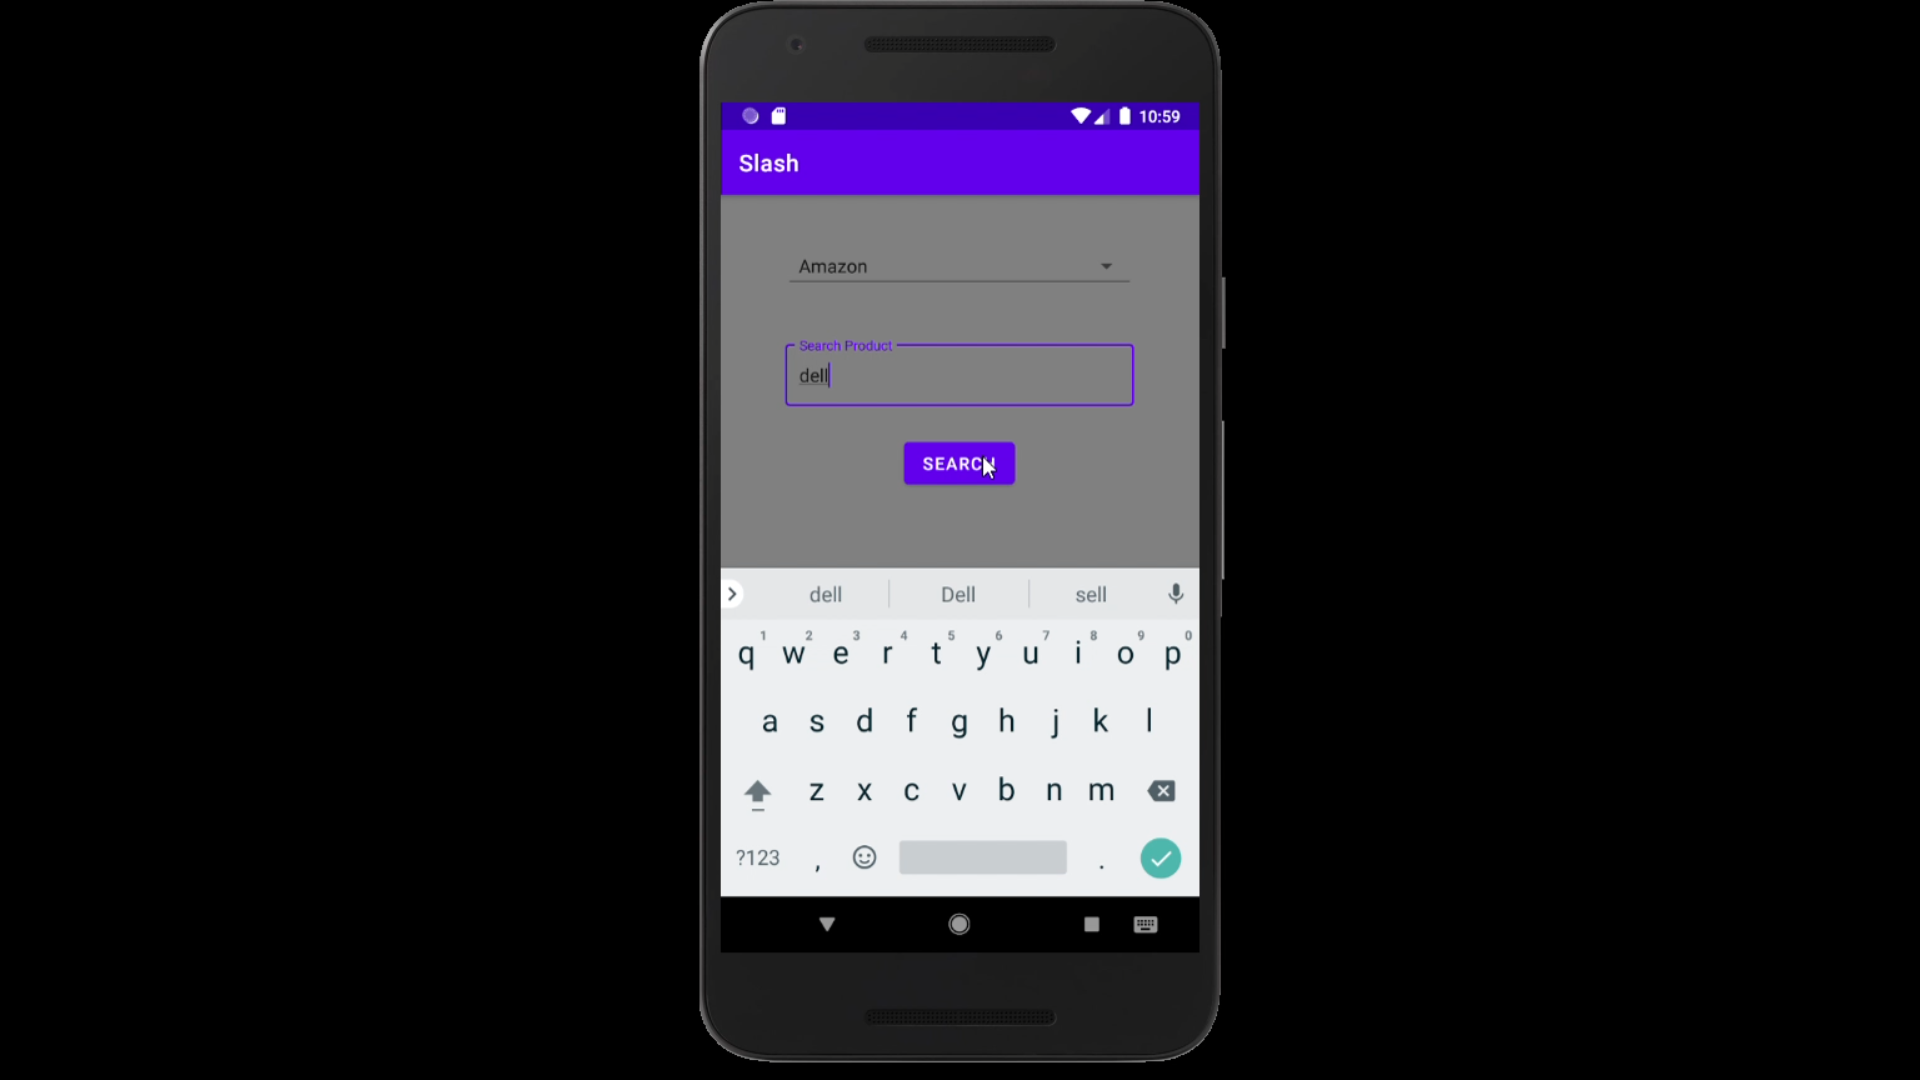 10:59
Slash
Amazon
Search Product
dell
SEARCH
dell Dell sell
1 2 3 4 5 6 7 8 9 0
q w e r t y u i o p
a s d f g h j k l
z x c v b n m
?123 , .